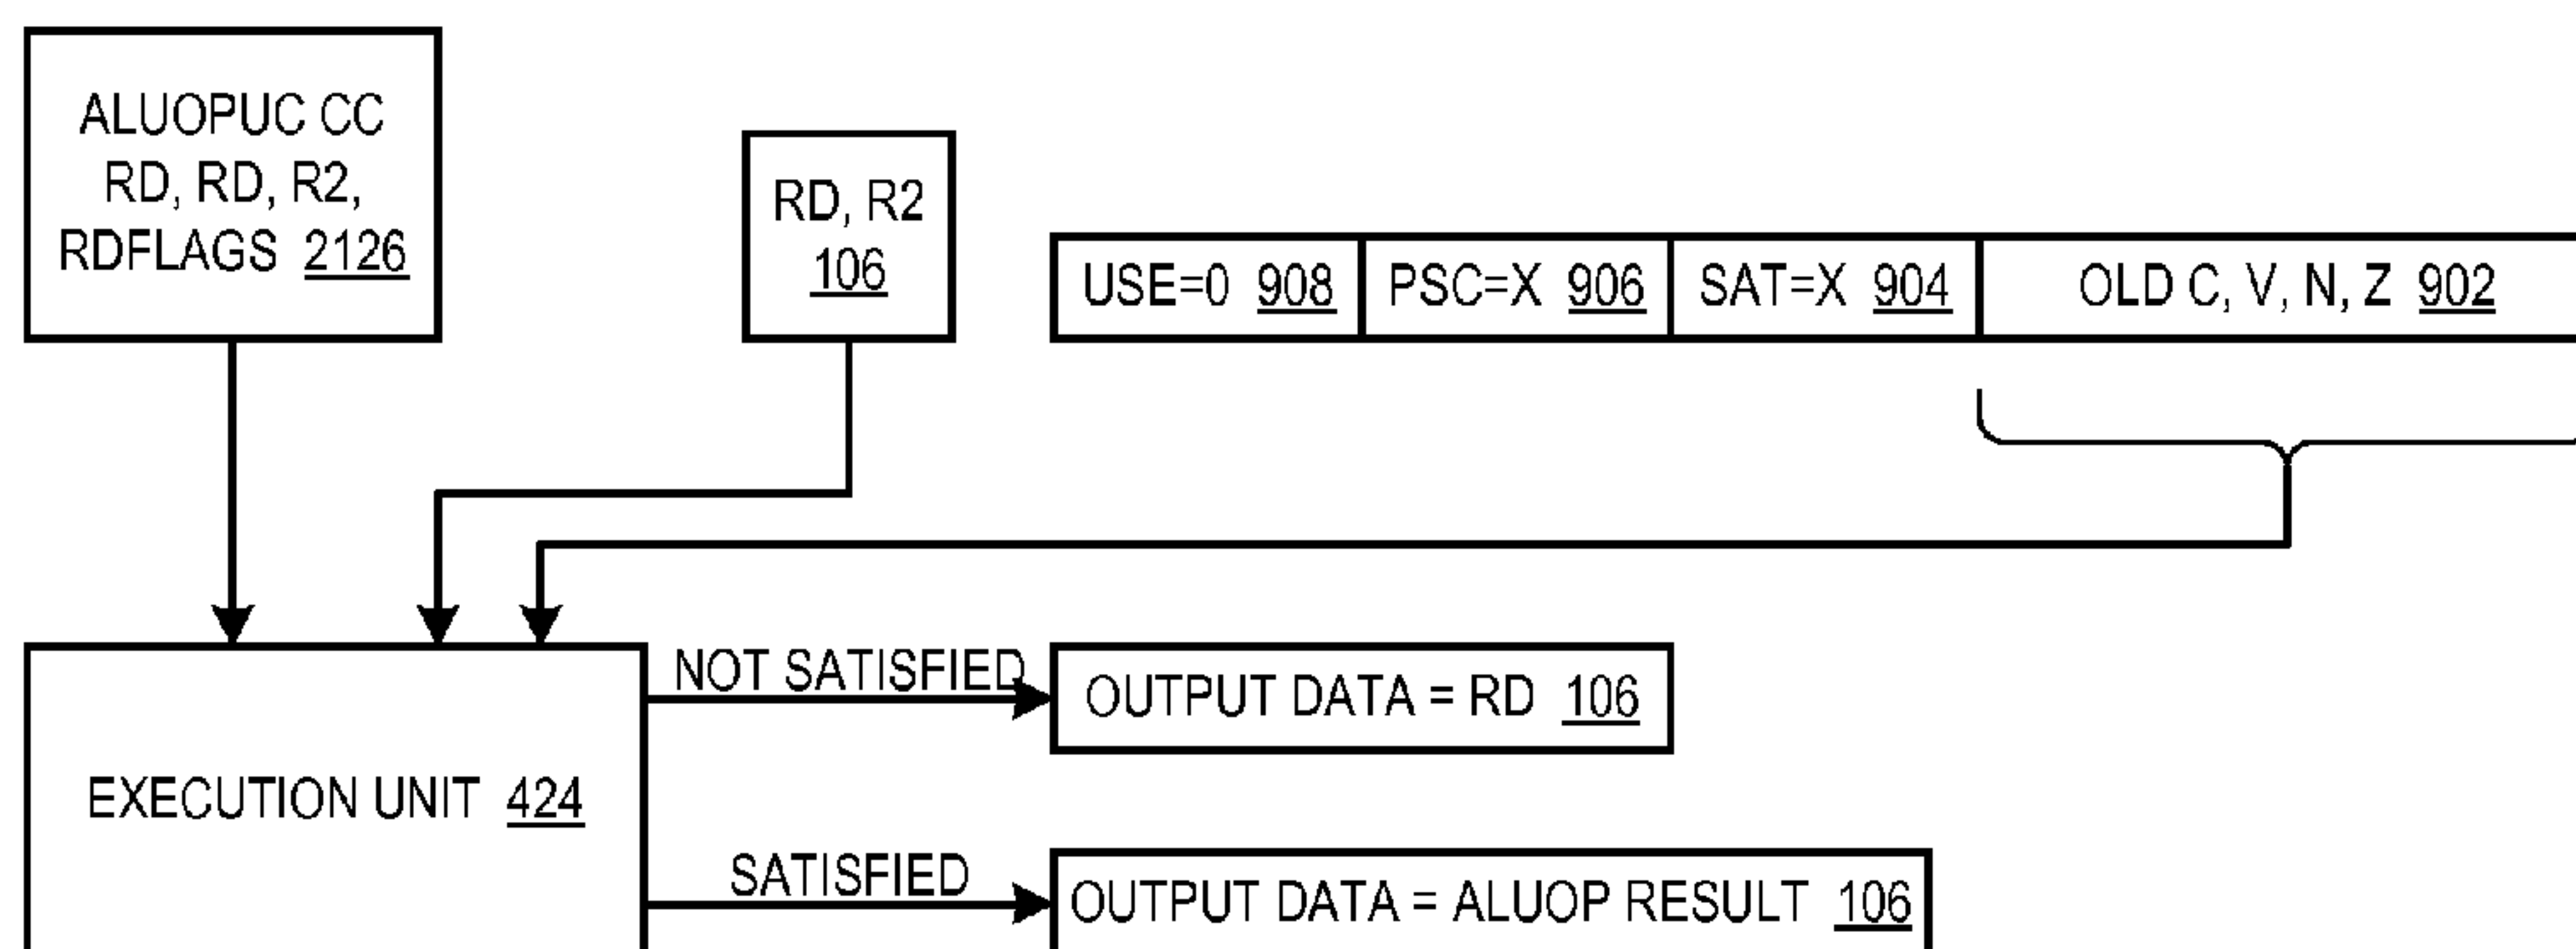 ALUOPUC CC
RD, RD, R2,
RDFLAGS 2126
RD, R2
106
USE=0 908
PSC=X 906
SAT=X 904
OLD C, V, N, Z 902
NOT SATISFIED
OUTPUT DATA = RD 106
EXECUTION UNIT 424
SATISFIED
OUTPUT DATA = ALUOP RESULT 106